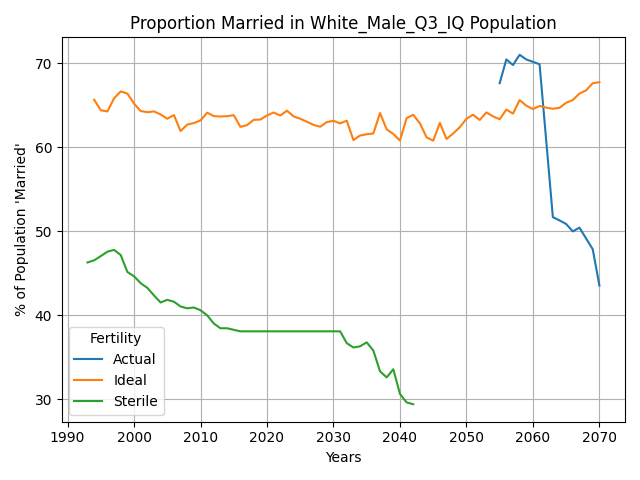 Proportion Married in White_Male_Q3_IQ Population
% of Population 'Married'
70
60
50
40
30
Fertility
Actual
Ideal
Sterile
1990 2000 2010 2020 2030 2040 2050 2060 2070
Years